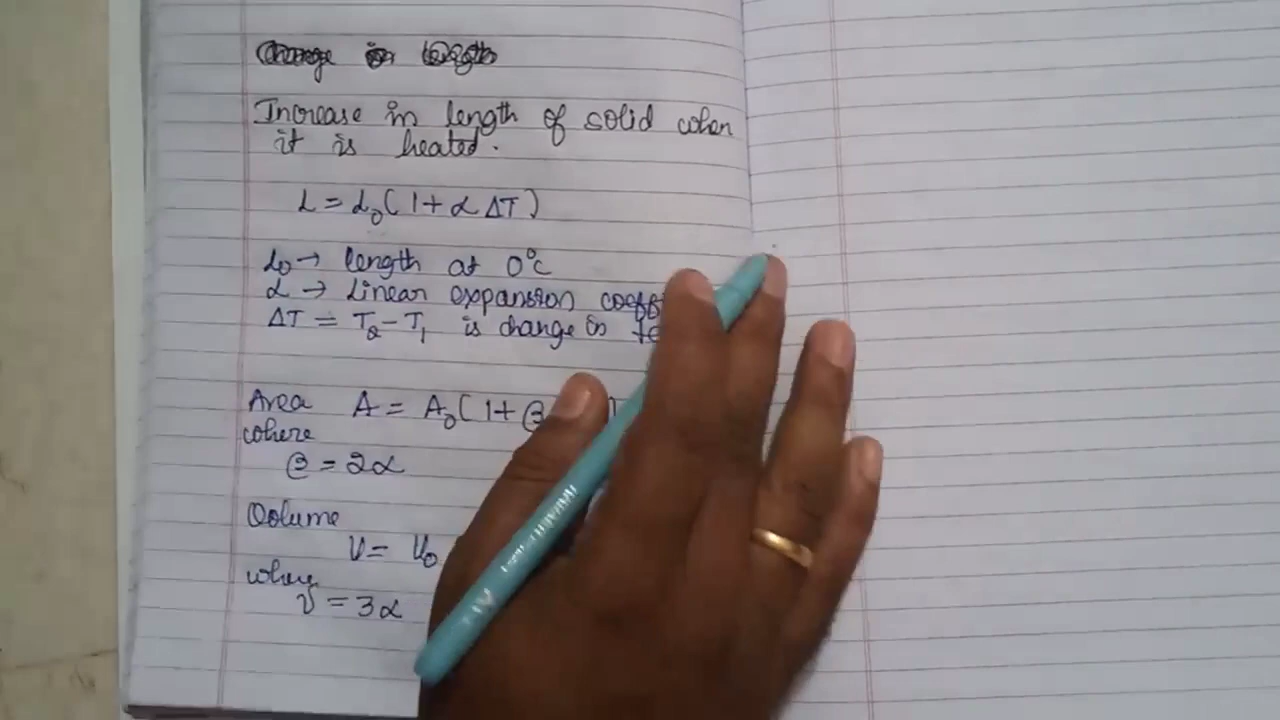 Change in length
Increase in length of solid when
it is heated.
L = L₀(1+αΔT)
L₀ → length at 0°C
α → Linear expansion
ΔT = T₂-T₁ is change in
Area A = A₀(1+β
where
β = 2α
Volume
V = V₀
where
γ = 3α